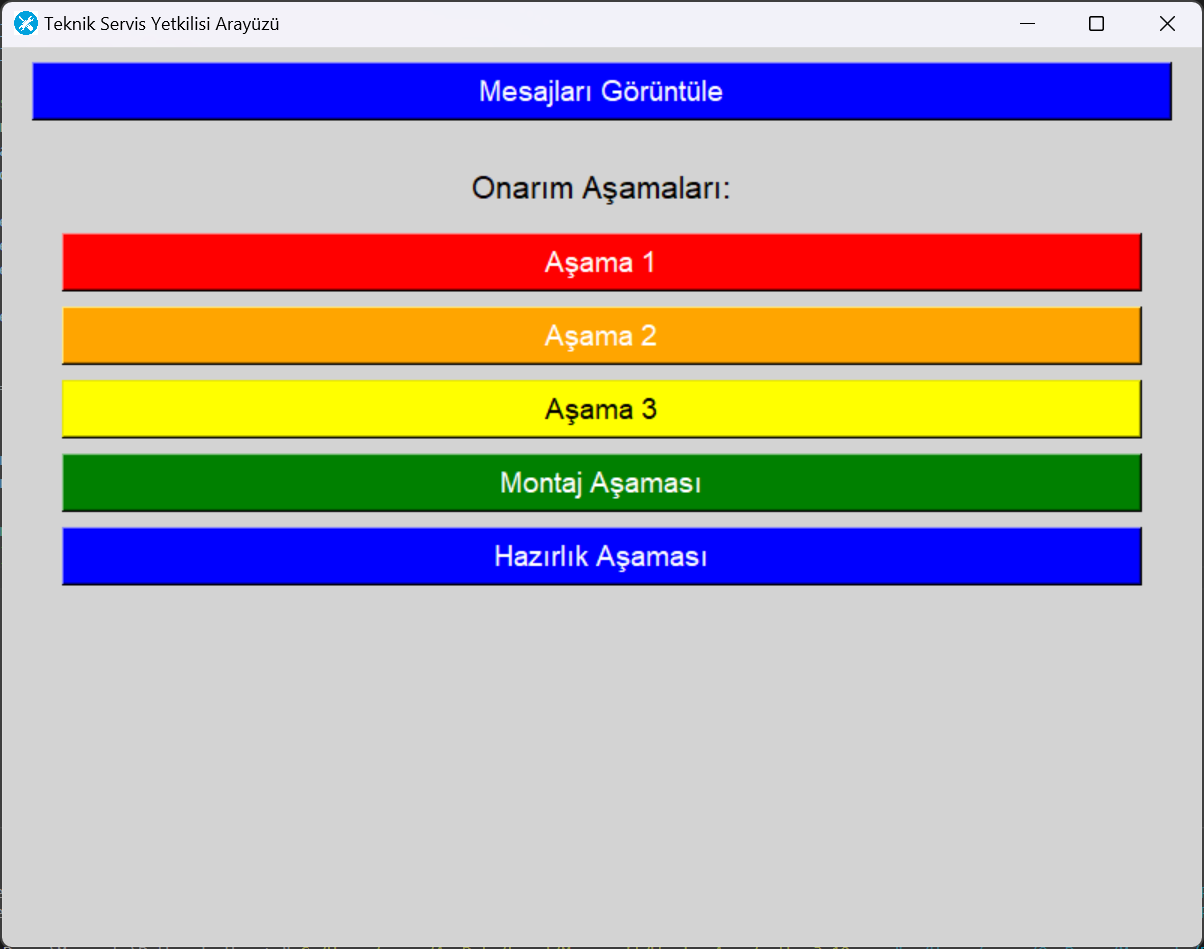 Teknik Servis Yetkilisi Arayüzü
Mesajları Görüntüle
Onarım Aşamaları:
Aşama 1
Aşama 2
Aşama 3
Montaj Aşaması
Hazırlık Aşaması